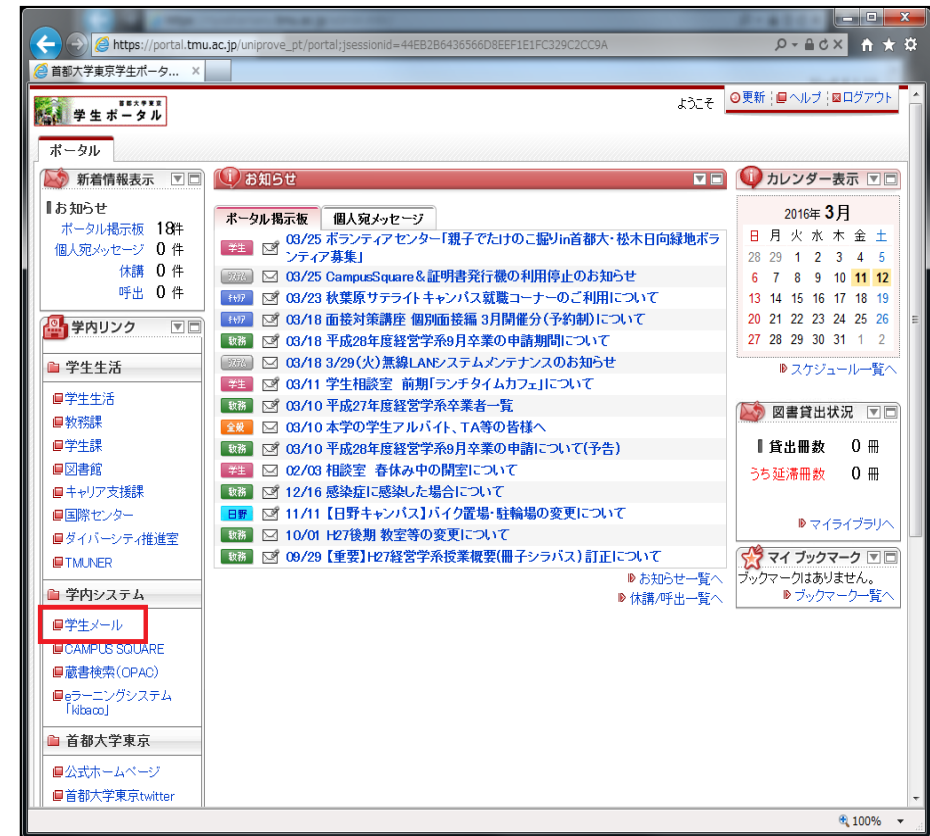 https://portal.tmu.ac.jp/uniprove_pt/portal;jsessionid=44EB2B6436566D8EEF1E1FC329C2CC9A
首都大学東京学生ポータ...
首都大学東京
学生ポータル
ようこそ
更新 ヘルプ ログアウト
ポータル
新着情報表示
お知らせ
ポータル掲示板 18件
個人宛メッセージ 0 件
休講 0 件
呼出 0 件
学内リンク
学生生活
学生生活
教務課
学生課
図書館
キャリア支援課
国際センター
ダイバーシティ推進室
TMUNER
学内システム
学生メール
CAMPUS SQUARE
蔵書検索(OPAC)
eラーニングシステム
「kibaco」
首都大学東京
公式ホームページ
首都大学東京twitter
お知らせ
ポータル掲示板 個人宛メッセージ
学生 03/25 ボランティアセンター「親子でたけのこ掘りin首都大・松木日向緑地ボラ
ンティア募集」
システム 03/25 CampusSquare＆証明書発行機の利用停止のお知らせ
キャリア 03/23 秋葉原サテライトキャンパス就職コーナーのご利用について
キャリア 03/18 面接対策講座 個別面接編 3月開催分(予約制)について
教務 03/18 平成28年度経営学系9月卒業の申請期間について
システム 03/18 3/29(火)無線LANシステムメンテナンスのお知らせ
学生 03/11 学生相談室 前期「ランチタイムカフェ」について
教務 03/10 平成27年度経営学系卒業者一覧
全般 03/10 本学の学生アルバイト、TA等の皆様へ
教務 03/10 平成28年度経営学系9月卒業の申請について(予告)
学生 02/03 相談室 春休み中の開室について
教務 12/16 感染症に感染した場合について
日野 11/11 【日野キャンパス】バイク置場・駐輪場の変更について
教務 10/01 H27後期 教室等の変更について
教務 09/29 【重要】H27経営学系授業概要(冊子シラバス)訂正について
お知らせ一覧へ
休講/呼出一覧へ
カレンダー表示
2016年 3月
日 月 火 水 木 金 土
28 29 1 2 3 4 5
6 7 8 9 10 11 12
13 14 15 16 17 18 19
20 21 22 23 24 25 26
27 28 29 30 31 1 2
スケジュール一覧へ
図書貸出状況
貸出冊数 0 冊
うち延滞冊数 0 冊
マイライブラリへ
マイ ブックマーク
ブックマークはありません。
ブックマーク一覧へ
100%